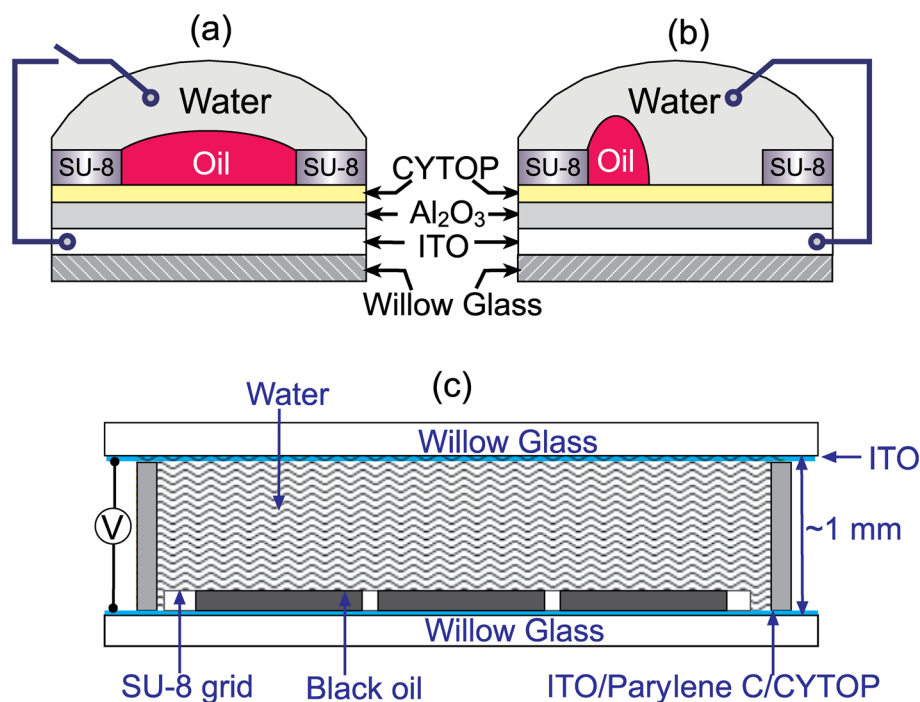 (a)
(b)
Water
Water
SU-8
Oil
SU-8
SU-8
Oil
SU-8
CYTOP
Al₂O₃
ITO
Willow Glass
(c)
Water
Willow Glass
ITO
V
~1 mm
Willow Glass
SU-8 grid
Black oil
ITO/Parylene C/CYTOP